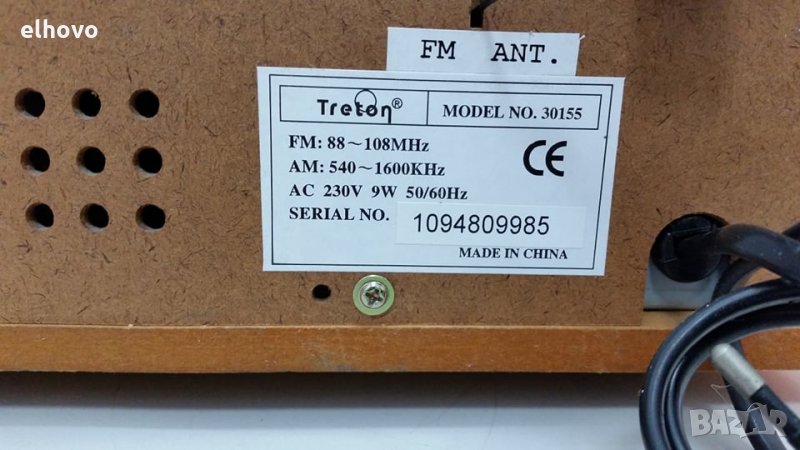 elhovo
FM ANT.
Treton® MODEL NO. 30155
FM: 88~108MHz
AM: 540~1600KHz
AC 230V 9W 50/60Hz
CE
SERIAL NO. 1094809985
MADE IN CHINA
BAZAR